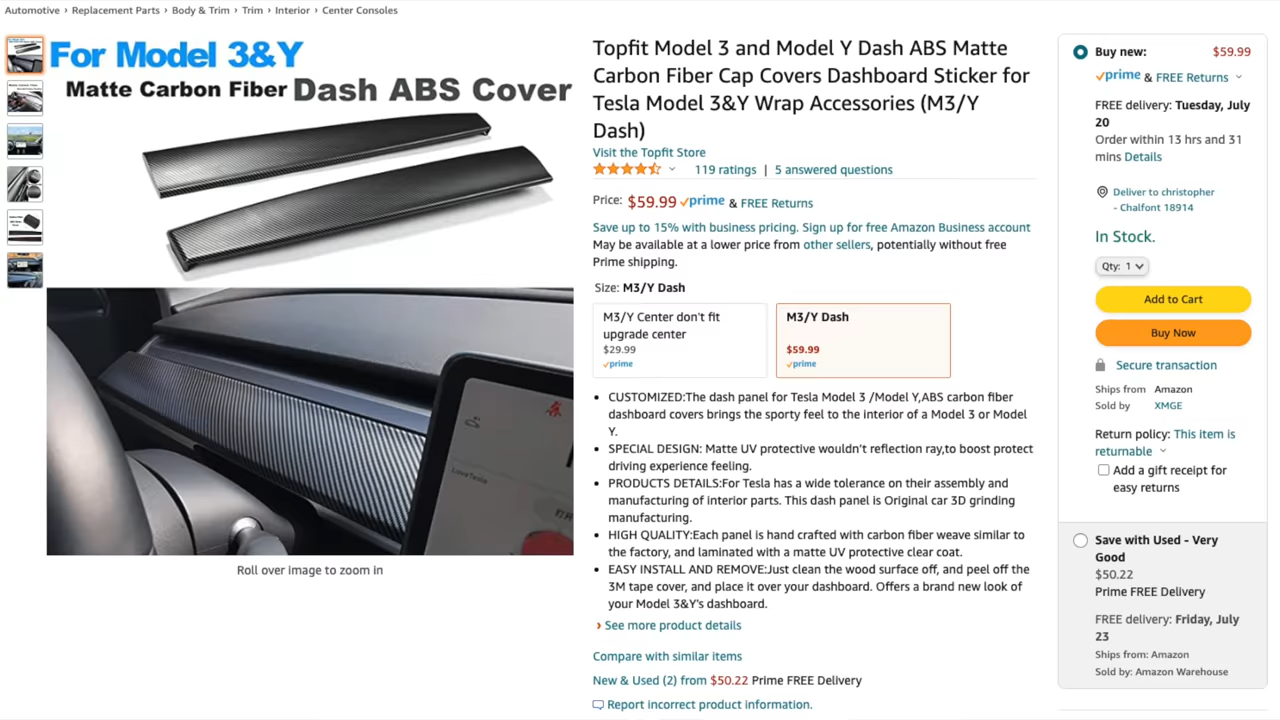 Automotive › Replacement Parts › Body & Trim › Trim › Interior › Center Consoles
For Model 3&Y
Matte Carbon Fiber Dash ABS Cover
Roll over image to zoom in
Topfit Model 3 and Model Y Dash ABS Matte
Carbon Fiber Cap Covers Dashboard Sticker for
Tesla Model 3&Y Wrap Accessories (M3/Y
Dash)
Visit the Topfit Store
119 ratings | 5 answered questions
Price: $59.99 prime & FREE Returns
Save up to 15% with business pricing. Sign up for free Amazon Business account
May be available at a lower price from other sellers, potentially without free
Prime shipping.
Size: M3/Y Dash
M3/Y Center don't fit
upgrade center
$29.99
prime
M3/Y Dash
$59.99
prime
• CUSTOMIZED:The dash panel for Tesla Model 3 /Model Y,ABS carbon fiber
dashboard covers brings the sporty feel to the interior of a Model 3 or Model
Y.
• SPECIAL DESIGN: Matte UV protective wouldn't reflection ray,to boost protect
driving experience feeling.
• PRODUCTS DETAILS:For Tesla has a wide tolerance on their assembly and
manufacturing of interior parts. This dash panel is Original car 3D grinding
manufacturing.
• HIGH QUALITY:Each panel is hand crafted with carbon fiber weave similar to
the factory, and laminated with a matte UV protective clear coat.
• EASY INSTALL AND REMOVE:Just clean the wood surface off, and peel off the
3M tape cover, and place it over your dashboard. Offers a brand new look of
your Model 3&Y's dashboard.
› See more product details
Compare with similar items
New & Used (2) from $50.22 Prime FREE Delivery
Report incorrect product information.
Buy new: $59.99
prime & FREE Returns
FREE delivery: Tuesday, July
20
Order within 13 hrs and 31
mins Details
Deliver to christopher
- Chalfont 18914
In Stock.
Qty: 1
Add to Cart
Buy Now
Secure transaction
Ships from Amazon
Sold by XMGE
Return policy: This item is
returnable
Add a gift receipt for
easy returns
Save with Used - Very
Good
$50.22
Prime FREE Delivery
FREE delivery: Friday, July
23
Ships from: Amazon
Sold by: Amazon Warehouse